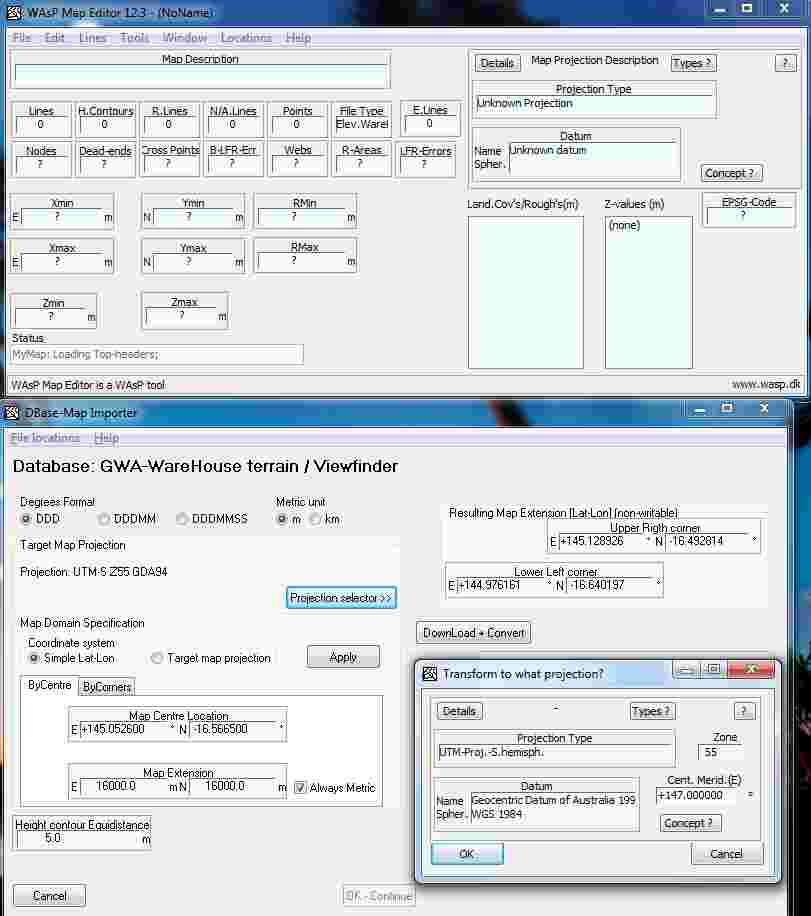 WAsP Map Editor 12.3 - (NoName)
File Edit Lines Tools Window Locations Help
Map Description
Details Map Projection Description Types ? ?
Projection Type
Unknown Projection
Datum
Name Unknown datum
Spher.
Concept ?
Lines H.Contours R.Lines N/A.Lines Points File Type E.Lines
0 0 0 0 0 Elev.Warel 0
Nodes Dead-ends Cross Points B-LFR-Err Webs R-Areas LFR-Errors
? ? ? ? ? ? ?
Xmin Ymin RMin
E ? m N ? m ? m
Xmax Ymax RMax
E ? m N ? m ? m
Zmin Zmax
? m ? m
Land.Cov's/Rough's(m) Z-values (m) EPSG-Code
(none) ?
Status
MyMap: Loading Top-headers;
WAsP Map Editor is a WAsP tool www.wasp.dk
DBase-Map Importer
File locations Help
Database: GWA-WareHouse terrain / Viewfinder
Degrees Format Metric unit
DDD DDDMM DDDMMSS m km
Resulting Map Extension [Lat-Lon] (non-writable)
Upper Rigth corner
E +145.128926 ° N -16.492814 °
Lower Left corner
E +144.976161 ° N -16.640197 °
Target Map Projection
Projection: UTM-S Z55 GDA94
Projection selector>>
Map Domain Specification
Coordinate system
Simple Lat-Lon Target map projection Apply
DownLoad + Convert
ByCentre ByCorners
Map Centre Location
E +145.052600 ° N -16.566500 °
Map Extension
E 16000.0 m N 16000.0 m Always Metric
Height contour Equidistance
5.0 m
Cancel OK - Continue
Transform to what projection?
Details - Types ? ?
Projection Type Zone
UTM-Proj.-S.hemisph. 55
Datum Cent. Merid.(E)
Name Geocentric Datum of Australia 199 +147.000000 °
Spher. WGS 1984
Concept ?
OK Cancel